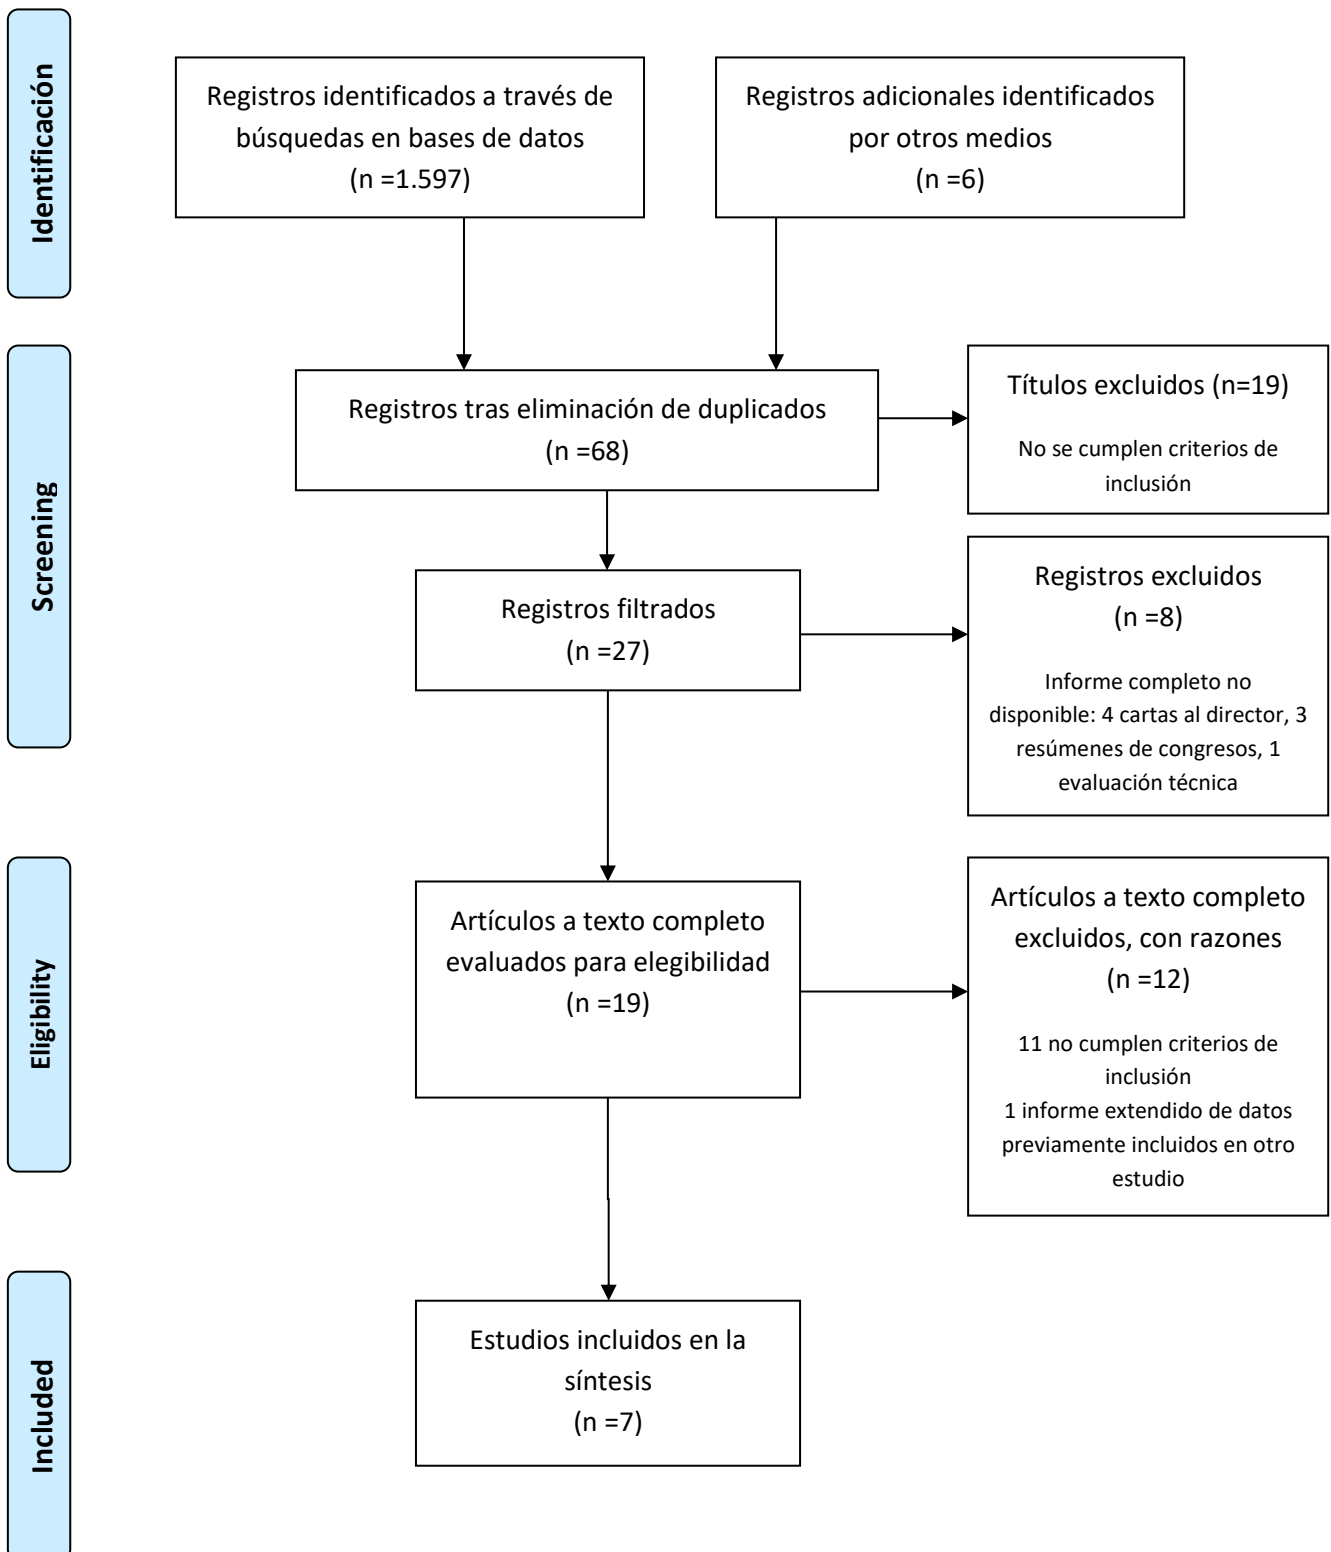 Identificación
Registros identificados a través de
búsquedas en bases de datos
(n =1.597)
Registros adicionales identificados
por otros medios
(n =6)
Screening
Registros tras eliminación de duplicados
(n =68)
Títulos excluidos (n=19)
No se cumplen criterios de
inclusión
Registros filtrados
(n =27)
Registros excluidos
(n =8)
Informe completo no
disponible: 4 cartas al director, 3
resúmenes de congresos, 1
evaluación técnica
Eligibility
Artículos a texto completo
evaluados para elegibilidad
(n =19)
Artículos a texto completo
excluidos, con razones
(n =12)
11 no cumplen criterios de
inclusión
1 informe extendido de datos
previamente incluidos en otro
estudio
Included
Estudios incluidos en la
síntesis
(n =7)